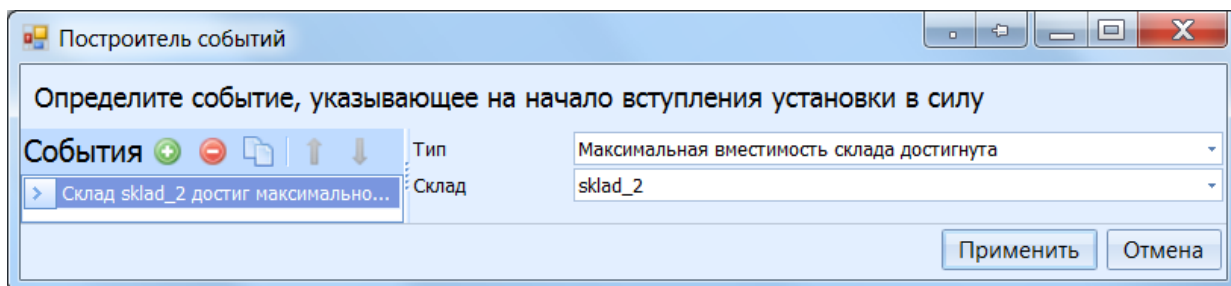 Построитель событий
Определите событие, указывающее на начало вступления установки в силу
События
Тип
Максимальная вместимость склада достигнута
Склад sklad_2 достиг максимально...
Склад
sklad_2
Применить
Отмена